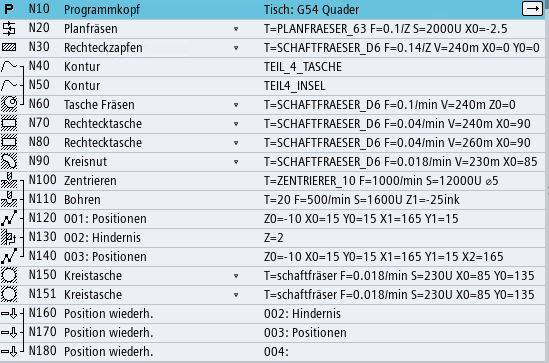 P N10 Programmkopf Tisch: G54 Quader
N20 Planfräsen ▿ T=PLANFRAESER_63 F=0.1/Z S=2000U X0=-2.5
N30 Rechteckzapfen ▿ T=SCHAFTFRAESER_D6 F=0.14/Z V=240m X0=0 Y0=0
N40 Kontur TEIL_4_TASCHE
N50 Kontur TEIL4_INSEL
N60 Tasche Fräsen ▿ T=SCHAFTFRAESER_D6 F=0.1/min V=240m Z0=0
N70 Rechtecktasche ▿ T=SCHAFTFRAESER_D6 F=0.04/min V=240m X0=90
N80 Rechtecktasche ▿ T=SCHAFTFRAESER_D6 F=0.04/min V=260m X0=90
N90 Kreisnut ▿ T=SCHAFTFRAESER_D6 F=0.018/min V=230m X0=85
N100 Zentrieren T=ZENTRIERER_10 F=1000/min S=12000U ⌀5
N110 Bohren T=20 F=500/min S=1600U Z1=-25ink
N120 001: Positionen Z0=-10 X0=15 Y0=15 X1=165 Y1=15
N130 002: Hindernis Z=2
N140 003: Positionen Z0=-10 X0=15 Y0=15 X1=165 Y1=15 X2=165
N150 Kreistasche ▿ T=schaftfräser F=0.018/min S=230U X0=85 Y0=135
N151 Kreistasche ▿ T=schaftfräser F=0.018/min S=230U X0=85 Y0=135
N160 Position wiederh. 002: Hindernis
N170 Position wiederh. 003: Positionen
N180 Position wiederh. 004: